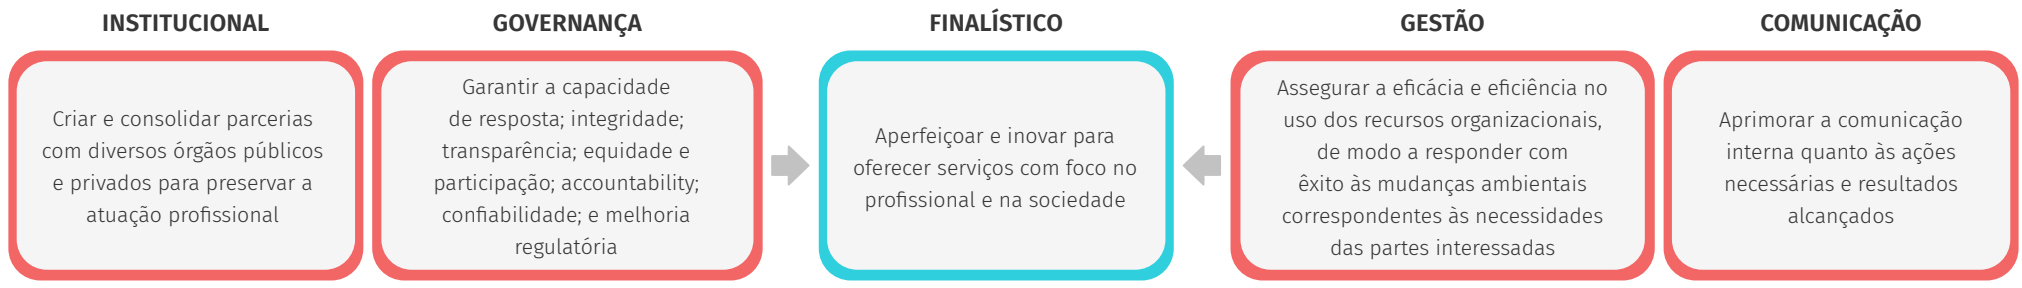 INSTITUCIONAL
Criar e consolidar parcerias
com diversos órgãos públicos
e privados para preservar a
atuação profissional
GOVERNANÇA
Garantir a capacidade
de resposta; integridade;
transparência; equidade e
participação; accountability;
confiabilidade; e melhoria
regulatória
FINALÍSTICO
Aperfeiçoar e inovar para
oferecer serviços com foco no
profissional e na sociedade
GESTÃO
Assegurar a eficácia e eficiência no
uso dos recursos organizacionais,
de modo a responder com
êxito às mudanças ambientais
correspondentes às necessidades
das partes interessadas
COMUNICAÇÃO
Aprimorar a comunicação
interna quanto às ações
necessárias e resultados
alcançados